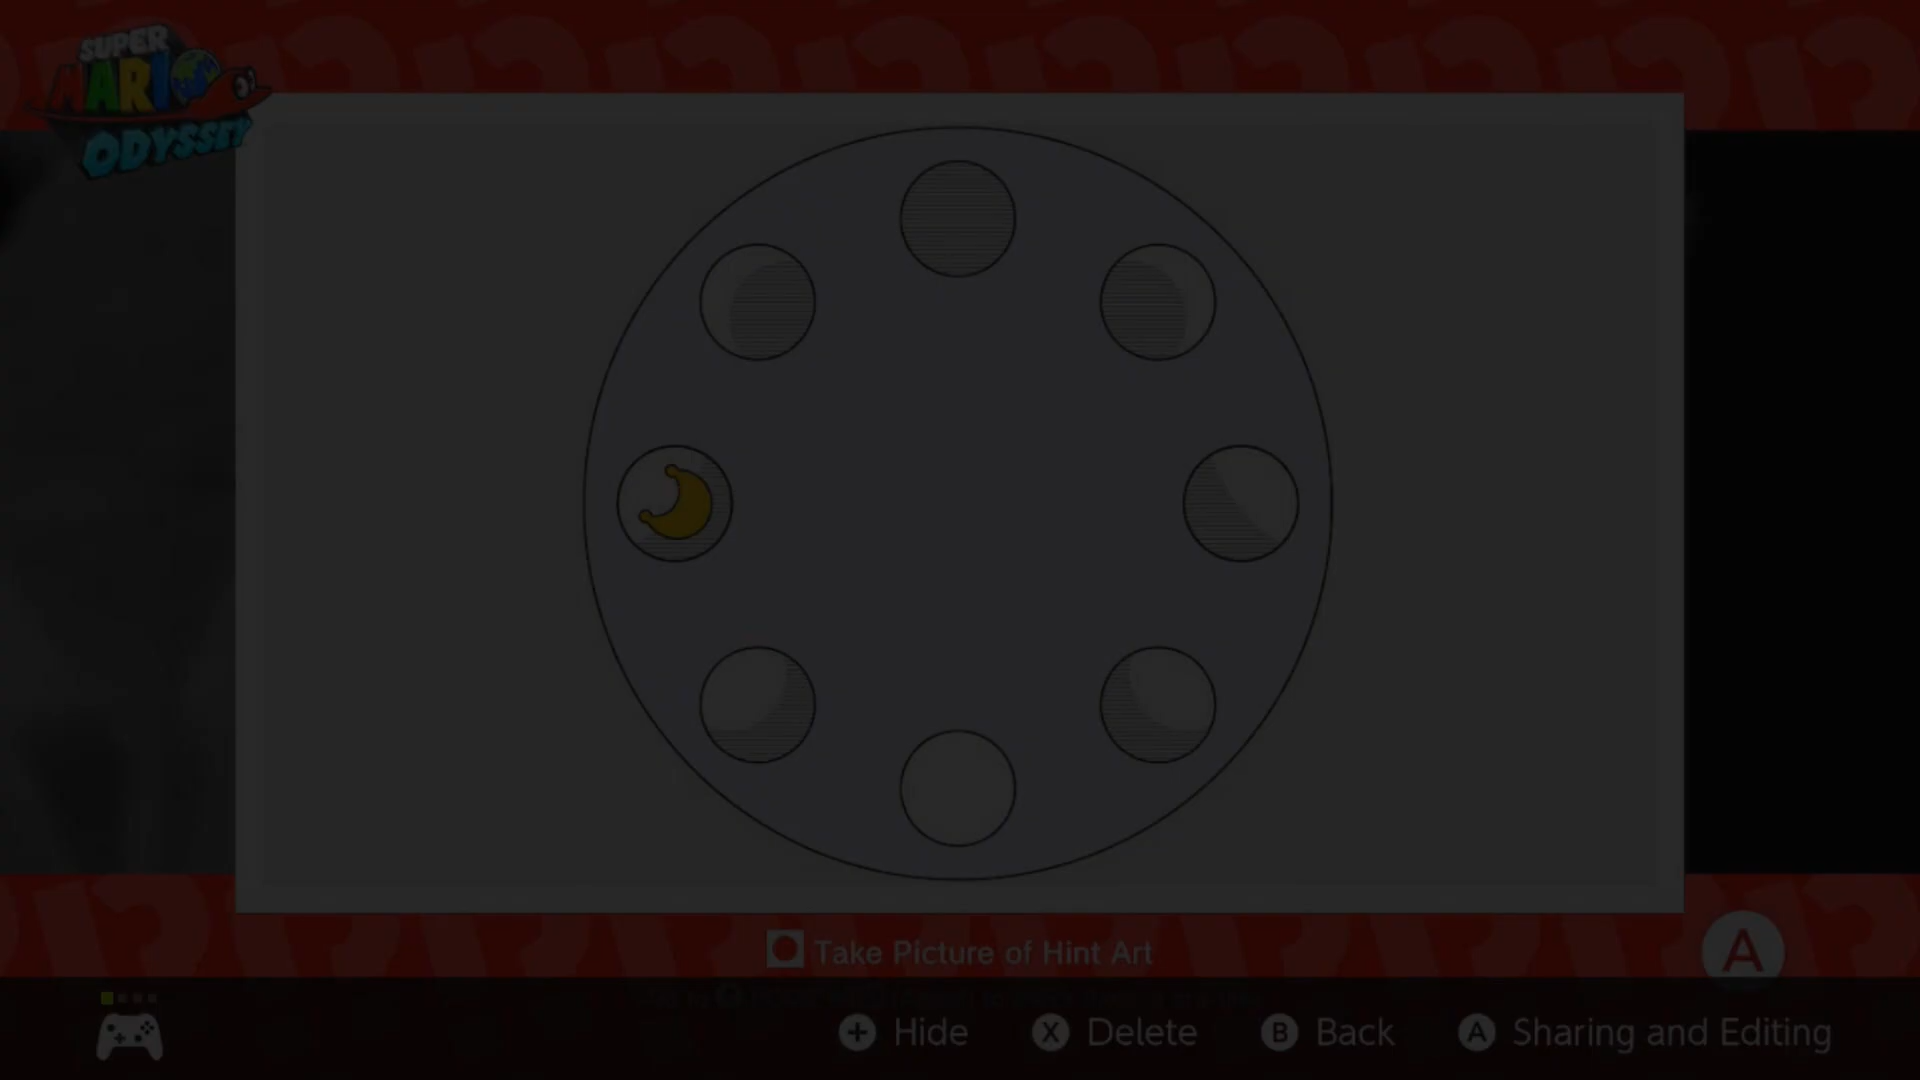 SUPER
MARIO
ODYSSEY
Take Picture of Hint Art
A
+ Hide
X Delete
B Back
A Sharing and Editing